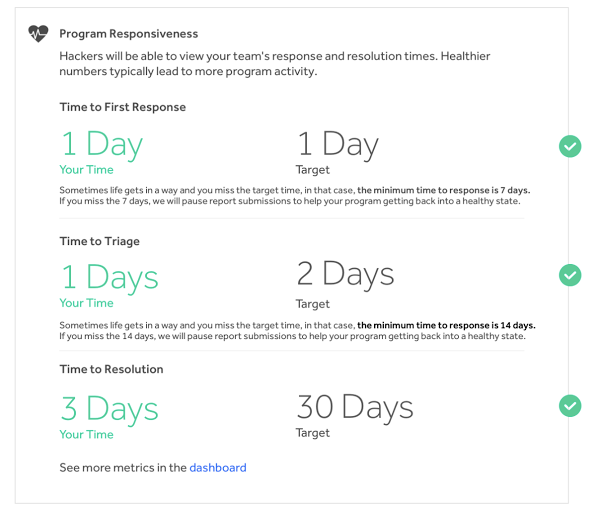 Program Responsiveness
Hackers will be able to view your team's response and resolution times. Healthier
numbers typically lead to more program activity.
Time to First Response
1 Day
1 Day
Your Time
Target
Sometimes life gets in a way and you miss the target time, in that case, the minimum time to response is 7 days.
If you miss the 7 days, we will pause report submissions to help your program getting back into a healthy state.
Time to Triage
1 Days
2 Days
Your Time
Target
Sometimes life gets in a way and you miss the target time, in that case, the minimum time to response is 14 days.
If you miss the 14 days, we will pause report submissions to help your program getting back into a healthy state.
Time to Resolution
3 Days
30 Days
Your Time
Target
See more metrics in the dashboard